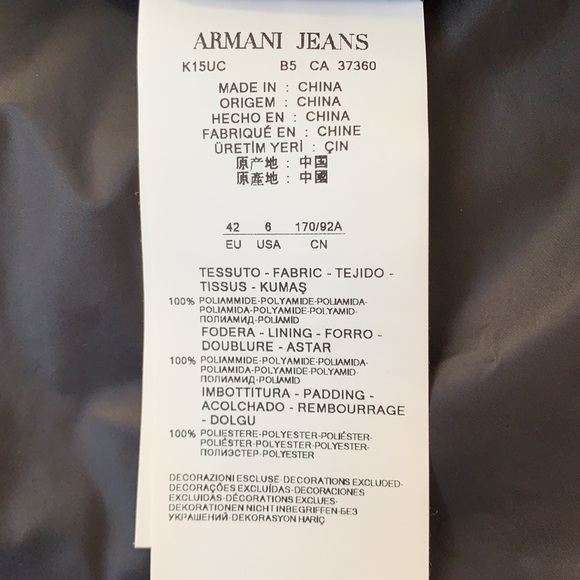 ARMANI JEANS
K15UC B5 CA 37360
MADE IN : CHINA
ORIGEM : CHINA
HECHO EN : CHINA
FABRIQUÉ EN : CHINE
ÜRETİM YERİ : ÇIN
原产地 : 中国
原產地 : 中國
42 6 170/92A
EU USA CN
TESSUTO - FABRIC - TEJIDO -
TISSUS - KUMAŞ
100% POLIAMMIDE-POLYAMIDE-POLIAMIDA-
POLIAMIDA-POLYAMIDE-POLYAMID-
ПОЛИАМИД-POLIAMİD
FODERA - LINING - FORRO -
DOUBLURE - ASTAR
100% POLIAMMIDE-POLYAMIDE-POLIAMIDA-
POLIAMIDA-POLYAMIDE-POLYAMID-
ПОЛИАМИД-POLIAMİD
IMBOTTITURA - PADDING -
ACOLCHADO - REMBOURRAGE
- DOLGU
100% POLIESTERE-POLYESTER-POLIÉSTER-
POLIÉSTER-POLYESTER-POLYESTER-
ПОЛИЭСТЕР-POLYESTER
DECORAZIONI ESCLUSE-DECORATIONS EXCLUDED-
DECORAÇÕES EXCLUÍDAS-DECORACIONES
EXCLUIDAS-DÉCORATIONS EXCLUES-
DEKORATIONEN NICHT INBEGRIFFEN-БЕЗ
УКРАШЕНИЙ-DEKORASYON HARİÇ